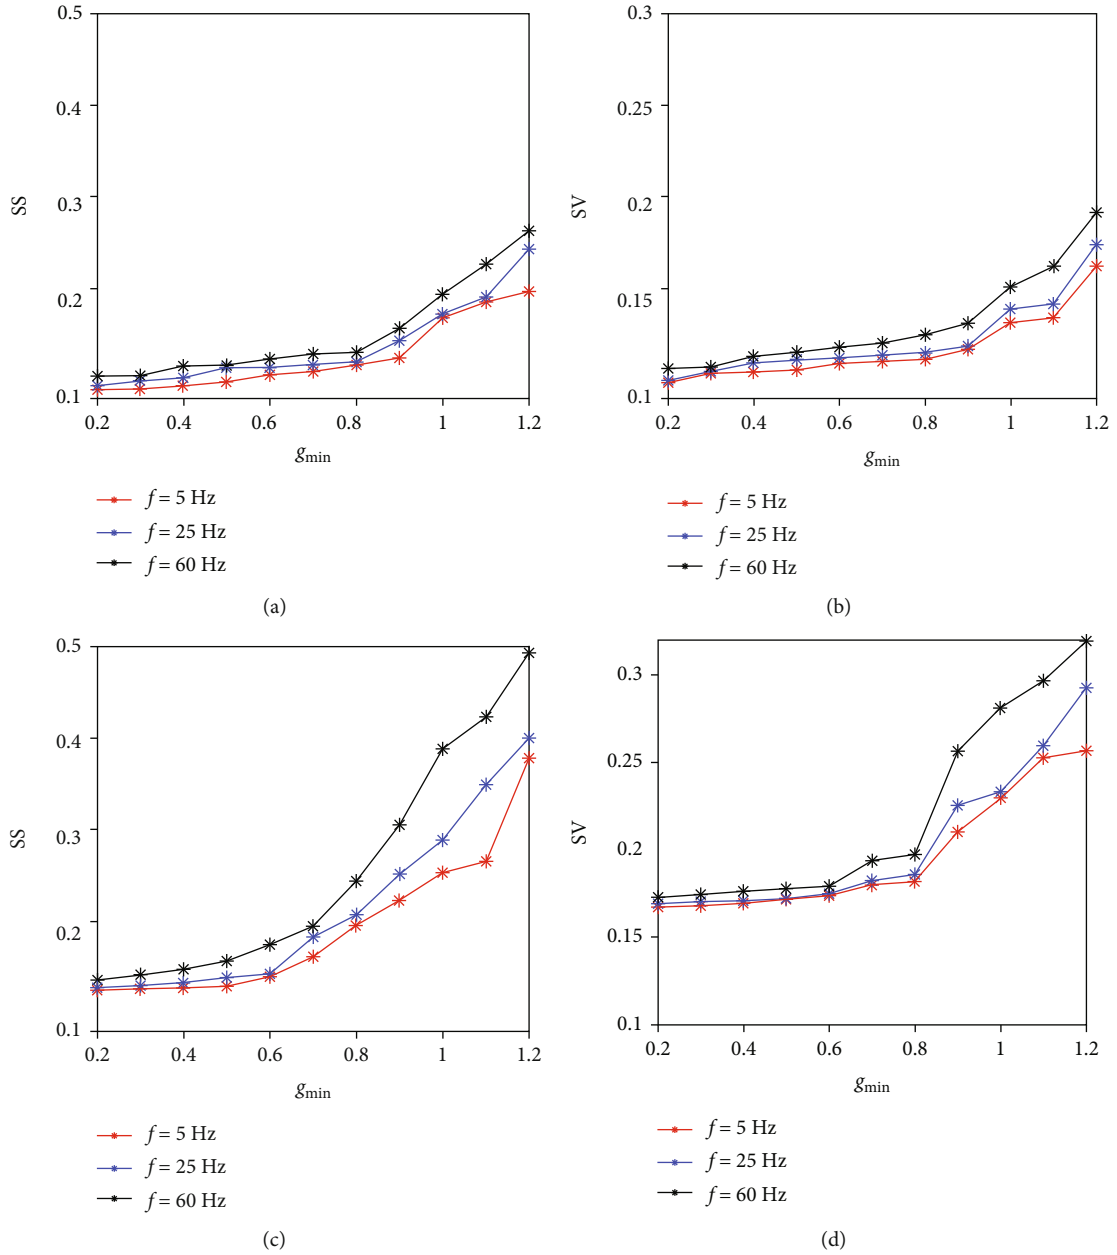 0.5
0.4
0.3
0.2
0.1
SS
0.2 0.4 0.6 0.8 1 1.2
g_min
f = 5 Hz
f = 25 Hz
f = 60 Hz
(a)
0.3
0.25
0.2
0.15
0.1
SV
0.2 0.4 0.6 0.8 1 1.2
g_min
f = 5 Hz
f = 25 Hz
f = 60 Hz
(b)
0.5
0.4
0.3
0.2
0.1
SS
0.2 0.4 0.6 0.8 1 1.2
g_min
f = 5 Hz
f = 25 Hz
f = 60 Hz
(c)
0.3
0.25
0.2
0.15
0.1
SV
0.2 0.4 0.6 0.8 1 1.2
g_min
f = 5 Hz
f = 25 Hz
f = 60 Hz
(d)